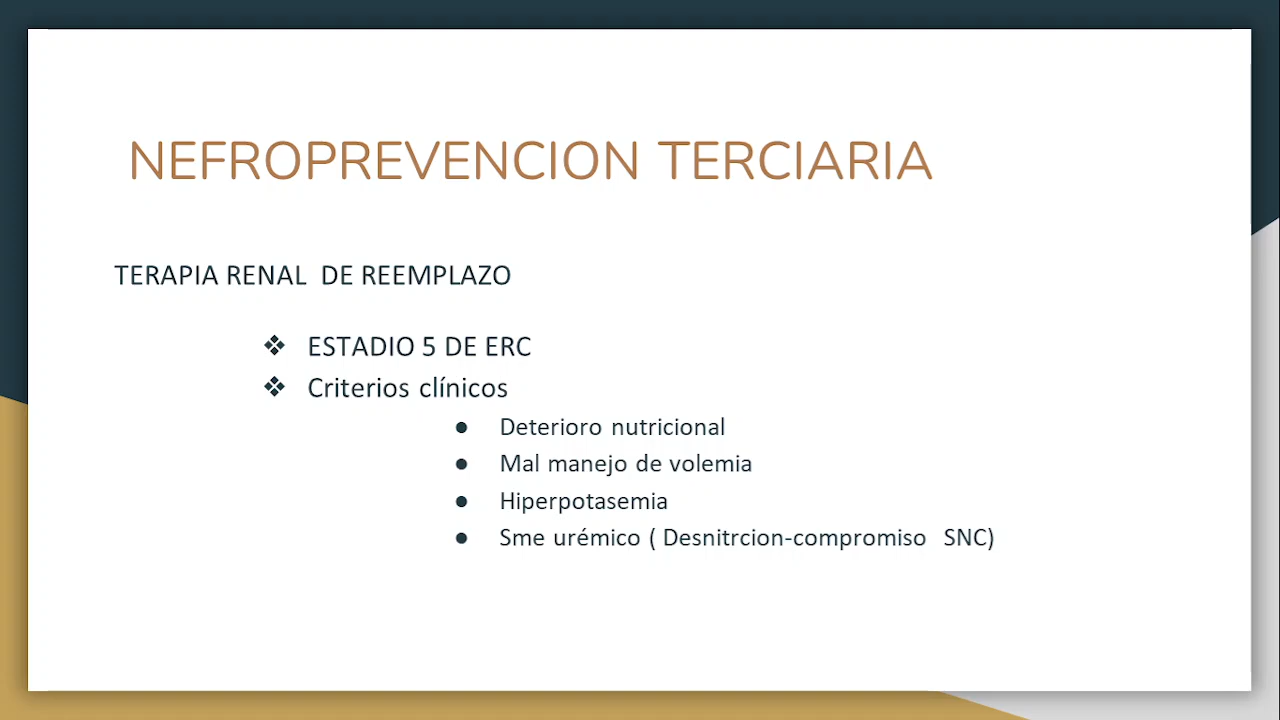 NEFROPREVENCION TERCIARIA
TERAPIA RENAL DE REEMPLAZO
❖ ESTADIO 5 DE ERC
❖ Criterios clínicos
● Deterioro nutricional
● Mal manejo de volemia
● Hiperpotasemia
● Sme urémico ( Desnitrcion-compromiso SNC)